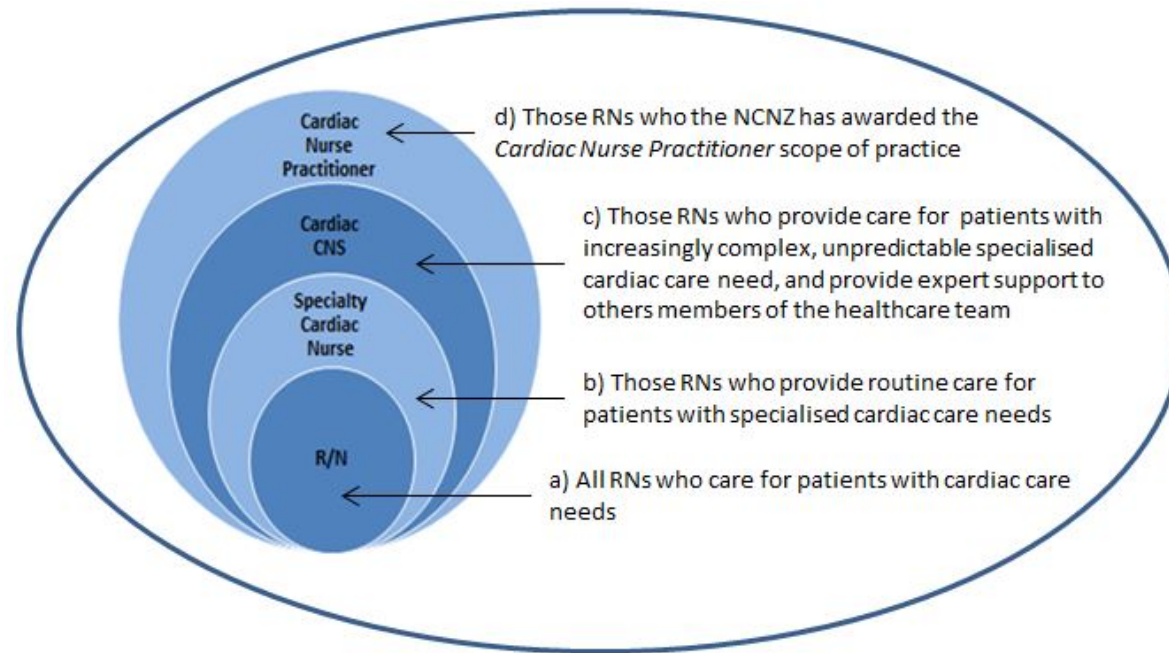 Cardiac
Nurse
Practitioner
d) Those RNs who the NCNZ has awarded the
Cardiac Nurse Practitioner scope of practice
Cardiac
CNS
c) Those RNs who provide care for patients with
increasingly complex, unpredictable specialised
cardiac care need, and provide expert support to
others members of the healthcare team
Specialty
Cardiac
Nurse
b) Those RNs who provide routine care for
patients with specialised cardiac care needs
R/N
a) All RNs who care for patients with cardiac care
needs